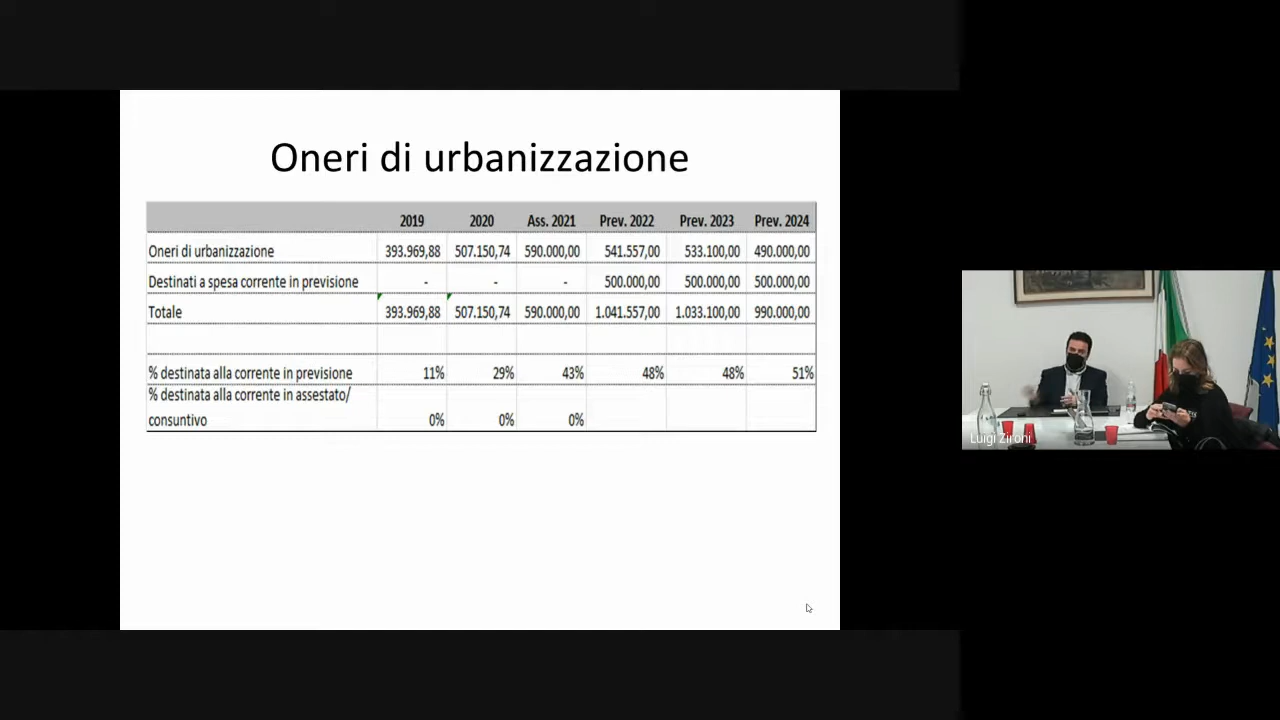 Oneri di urbanizzazione
2019 2020 Ass. 2021 Prev. 2022 Prev. 2023 Prev. 2024
Oneri di urbanizzazione 393.969,88 507.150,74 590.000,00 541.557,00 533.100,00 490.000,00
Destinati a spesa corrente in previsione - - - 500.000,00 500.000,00 500.000,00
Totale 393.969,88 507.150,74 590.000,00 1.041.557,00 1.033.100,00 990.000,00
% destinata alla corrente in previsione 11% 29% 43% 48% 48% 51%
% destinata alla corrente in assestato/
consuntivo 0% 0% 0%
Luigi Zironi